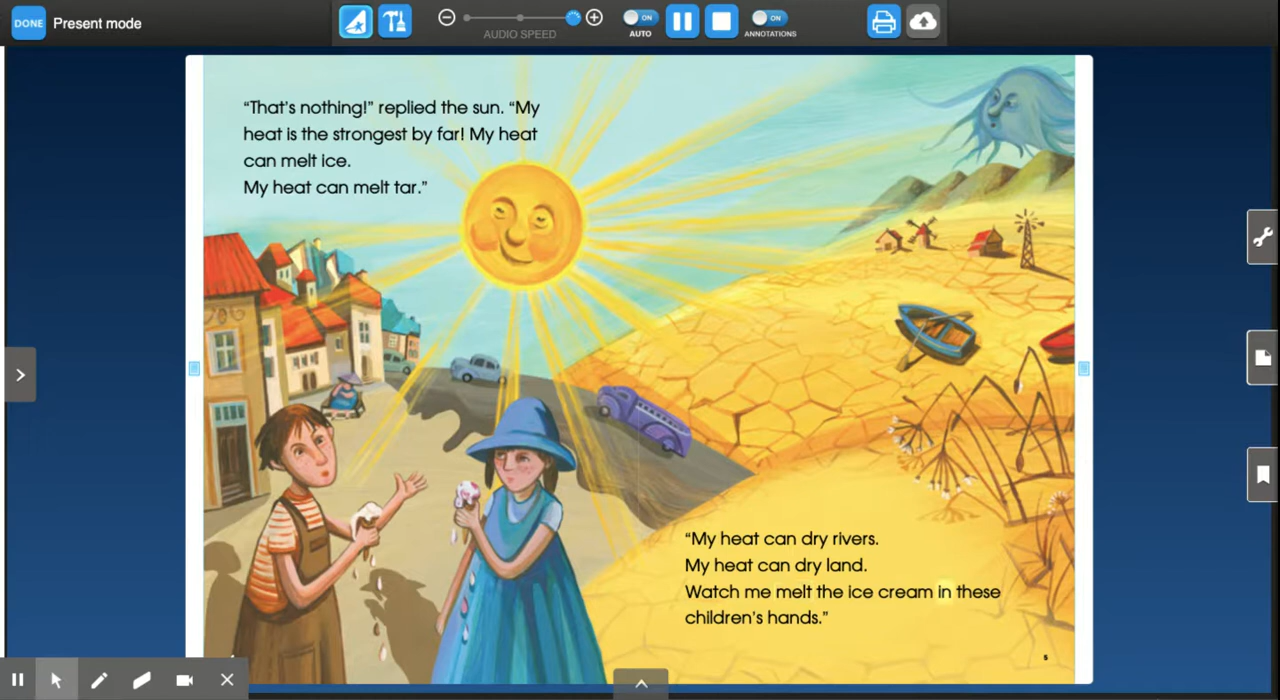 DONE Present mode
AUDIO SPEED
ON
AUTO
ON
ANNOTATIONS
“That’s nothing!” replied the sun. “My
heat is the strongest by far! My heat
can melt ice.
My heat can melt tar.”
“My heat can dry rivers.
My heat can dry land.
Watch me melt the ice cream in these
children’s hands.”
5